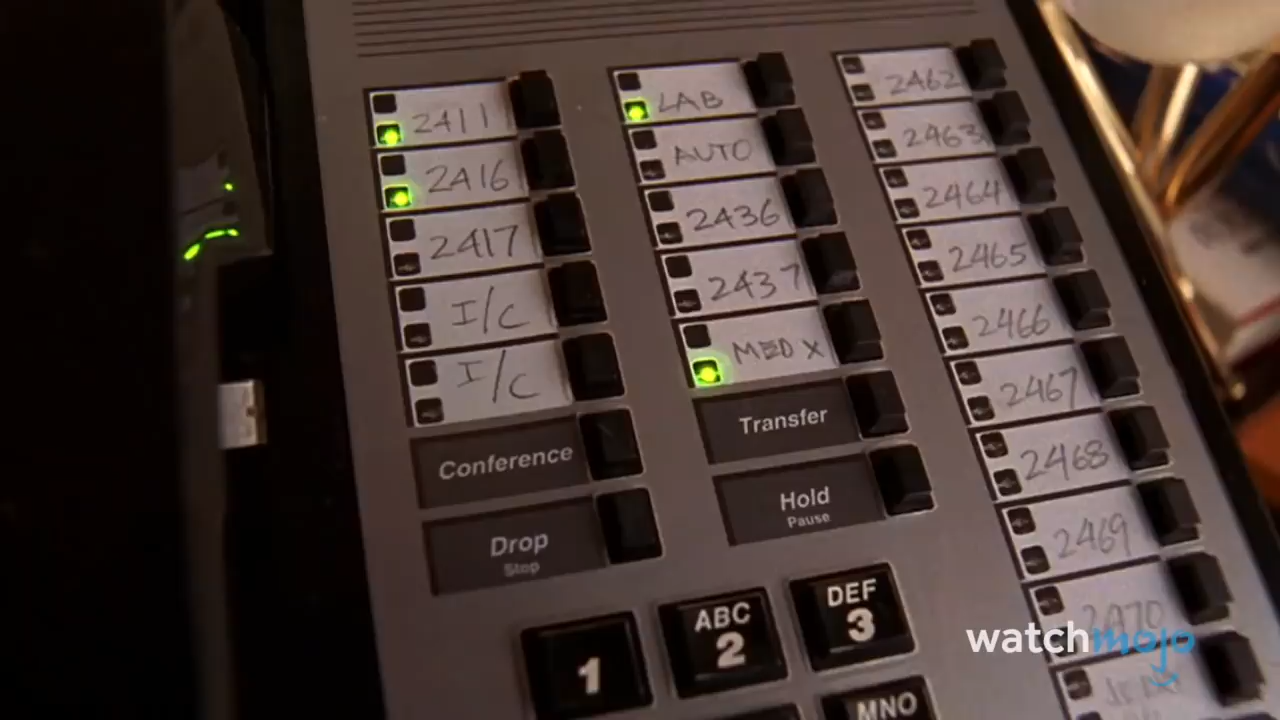 2411
2416
2417
I/C
I/C
Conference
Drop
Stop
LAB
AUTO
2436
2437
MED X
Transfer
Hold
Pause
2462
2463
2464
2465
2466
2467
2468
2469
2470
1
ABC
2
DEF
3
MNO
watchmojo